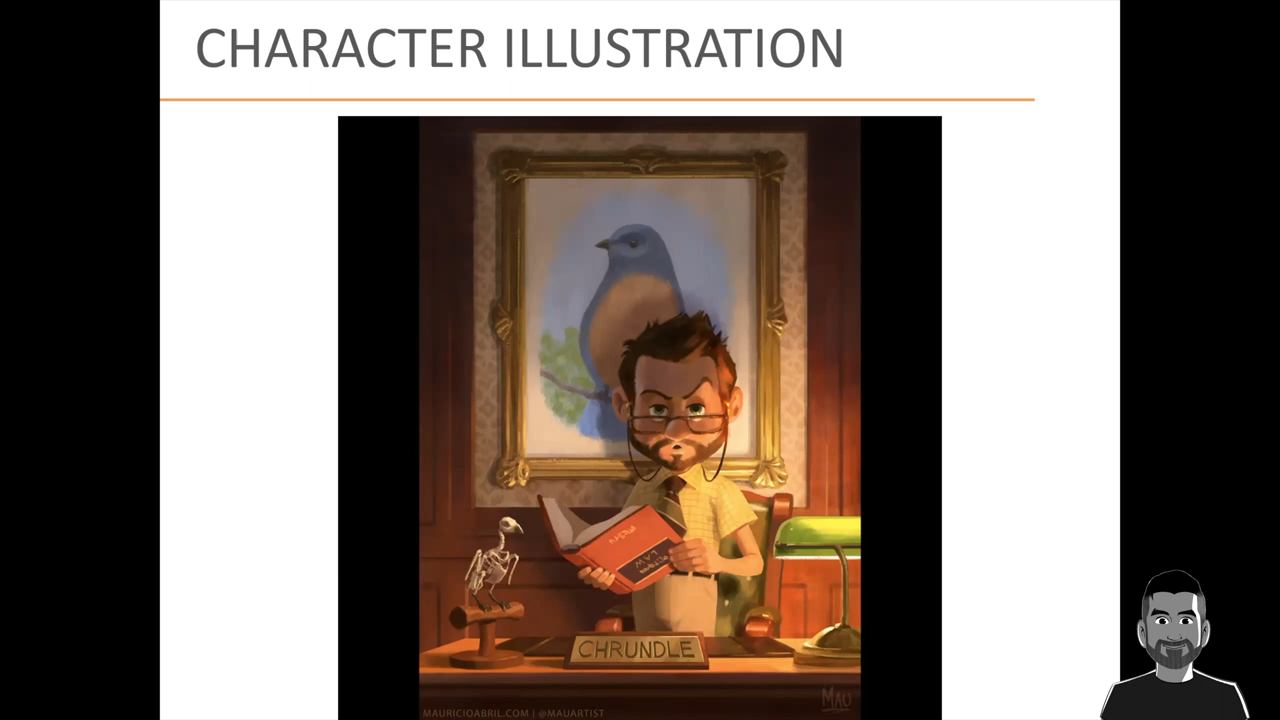 CHARACTER ILLUSTRATION
CHRUNDLE
MAU
MAURICIOABRIL.COM | @MAUARTIST